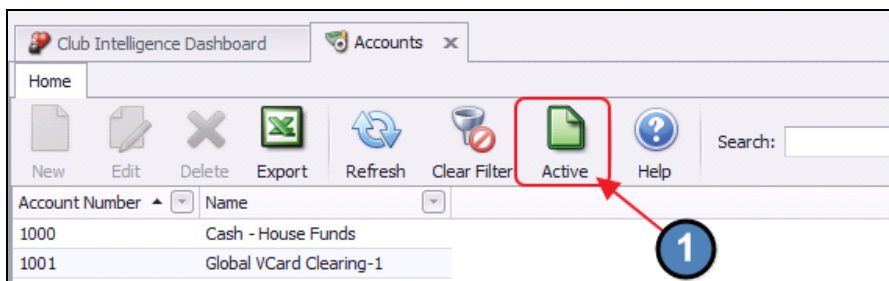 Club Intelligence Dashboard Accounts x
Home
New Edit Delete Export Refresh Clear Filter Active Help Search:
Account Number Name
1000 Cash - House Funds
1001 Global VCard Clearing-1
1